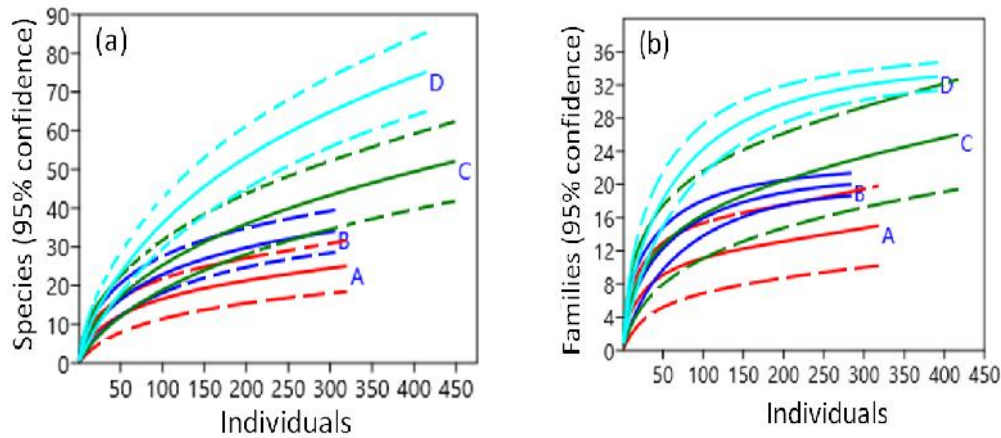 (a)
Species (95% confidence)
90
80
70
60
50
40
30
20
10
0
D
C
B
A
50 100 150 200 250 300 350 400 450
Individuals
(b)
Families (95% confidence)
36
32
28
24
20
16
12
8
4
0
D
C
B
A
50 100 150 200 250 300 350 400 450
Individuals